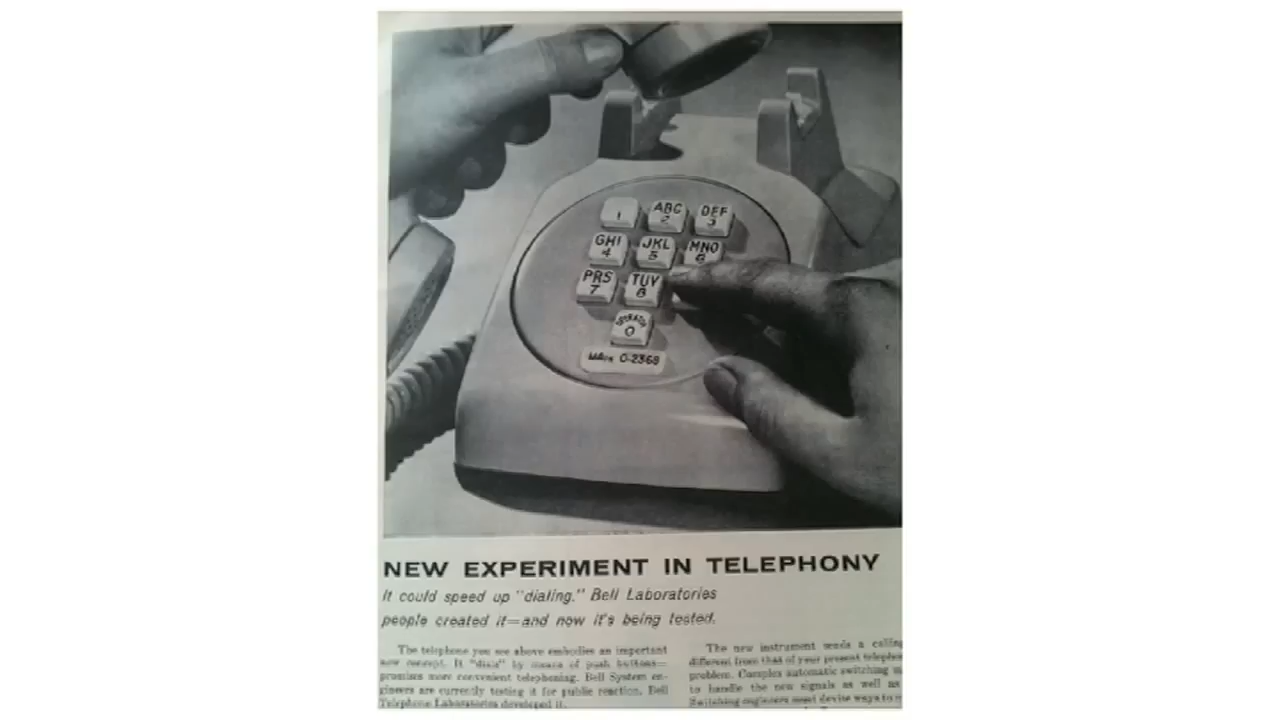 1
ABC
2
DEF
3
GHI
4
JKL
5
MNO
6
PRS
7
TUV
8
OPERATOR
0
0-2368
NEW EXPERIMENT IN TELEPHONY
It could speed up "dialing." Bell Laboratories
people created it—and now it's being tested.
The telephone you see above embodies an important
new concept. It "dials" by means of push buttons—
promises more convenient telephoning. Bell System en-
gineers are currently testing it for public reaction. Bell
Telephone Laboratories developed it.
The new instrument sends a calling
different from that of your present telephon
problem. Complex automatic switching
to handle the new signals as well as
Switching engineers must devise ways to